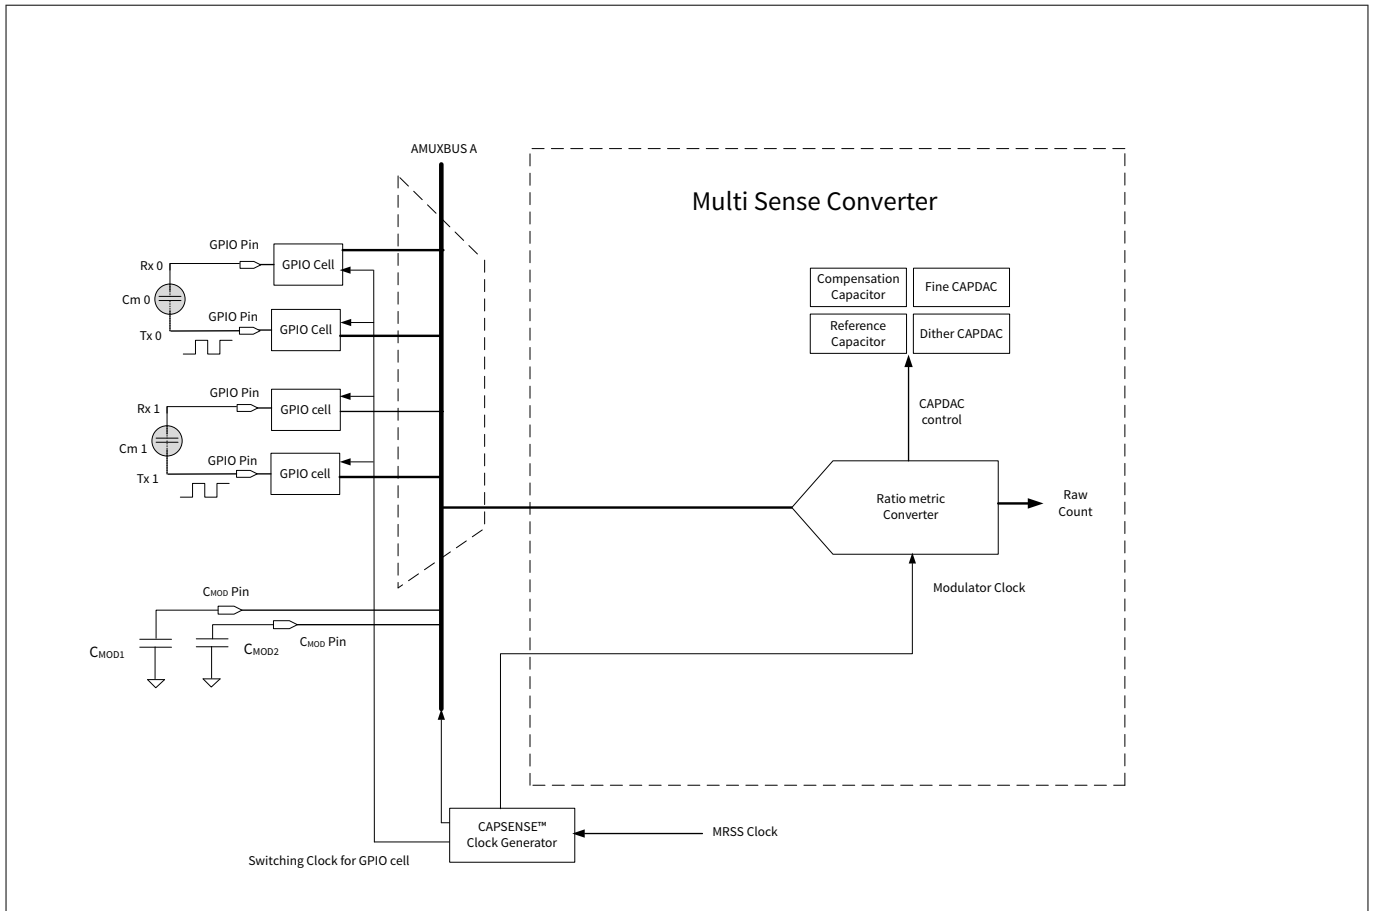 AMUXBUS A
Multi Sense Converter
GPIO Pin
Rx 0
GPIO Cell
Cm 0
GPIO Pin
GPIO Cell
Tx 0
Compensation
Capacitor
Fine CAPDAC
Reference
Capacitor
Dither CAPDAC
GPIO Pin
Rx 1
GPIO cell
Cm 1
GPIO Pin
GPIO cell
Tx 1
CAPDAC
control
Ratio metric
Converter
Raw
Count
Modulator Clock
CMOD Pin
CMOD1
CMOD2
CMOD Pin
CAPSENSE™
Clock Generator
MRSS Clock
Switching Clock for GPIO cell